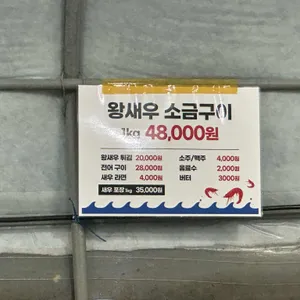 왕새우 소금구이
1kg 48,000원
왕새우 튀김 20,000원 소주/맥주 4,000원
전어 구이 28,000원 음료수 2,000원
새우 라면 4,000원 버터 3000원
새우 포장 1kg 35,000원